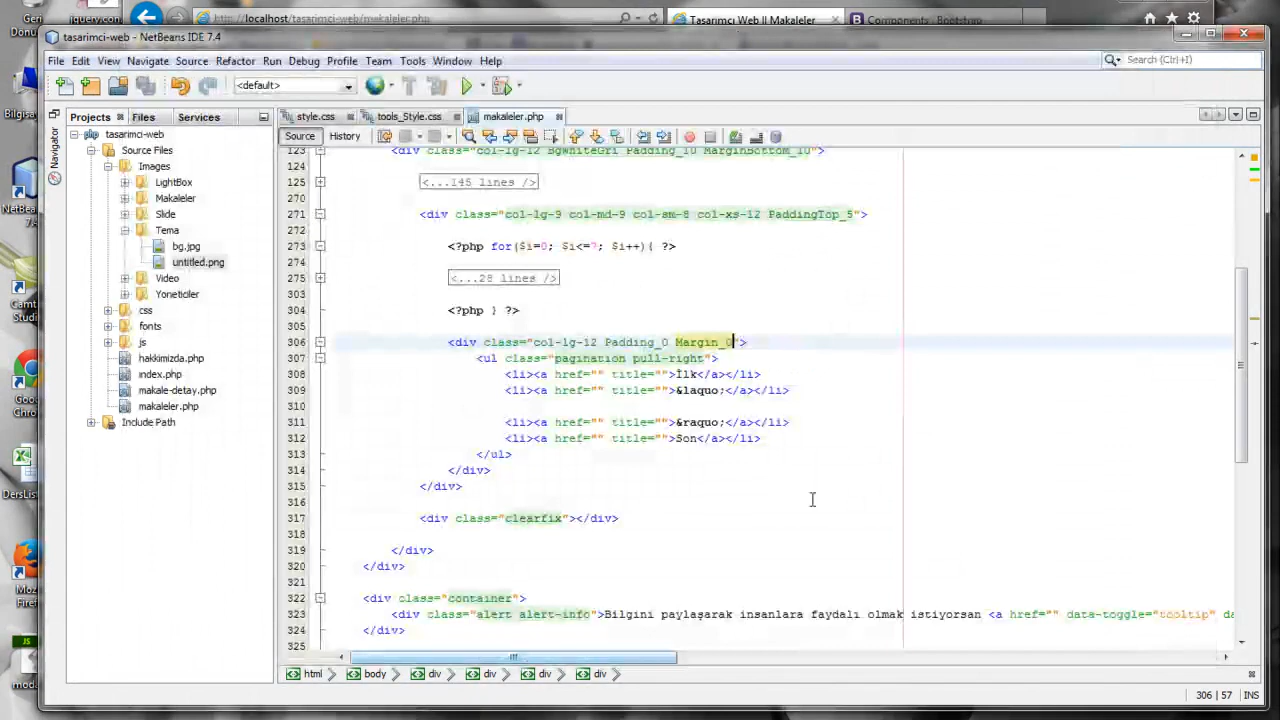 http://localhost/tasarimci-web/makaleler.php
Tasarımcı Web || Makaleler
Components · Bootstrap
tasarimci-web - NetBeans IDE 7.4
File Edit View Navigate Source Refactor Run Debug Profile Team Tools Window Help
Search (Ctrl+I)
<default>
Projects Files Services
style.css tools_Style.css makaleler.php
Source History
Navigator
tasarimci-web
Source Files
Images
LightBox
Makaleler
Slide
Tema
bg.jpg
untitled.png
Video
Yoneticiler
css
fonts
js
hakkimizda.php
index.php
makale-detay.php
makaleler.php
Include Path
123 <div class="col-lg-12 BgWhiteGri Padding_10 MarginBottom_10">
124
125 <...145 lines />
270
271 <div class="col-lg-9 col-md-9 col-sm-8 col-xs-12 PaddingTop_5">
272
273 <?php for($i=0; $i<=7; $i++){ ?>
274
275 <...28 lines />
303
304 <?php } ?>
305
306 <div class="col-lg-12 Padding_0 Margin_0">
307 <ul class="pagination pull-right">
308 <li><a href="" title="">İlk</a></li>
309 <li><a href="" title="">&laquo;</a></li>
310
311 <li><a href="" title="">&raquo;</a></li>
312 <li><a href="" title="">Son</a></li>
313 </ul>
314 </div>
315 </div>
316
317 <div class="clearfix"></div>
318
319 </div>
320 </div>
321
322 <div class="container">
323 <div class="alert alert-info">Bilgini paylaşarak insanlara faydalı olmak istiyorsan <a href="" data-toggle="tooltip" da
324 </div>
325
html body div div div div
306 | 57 INS